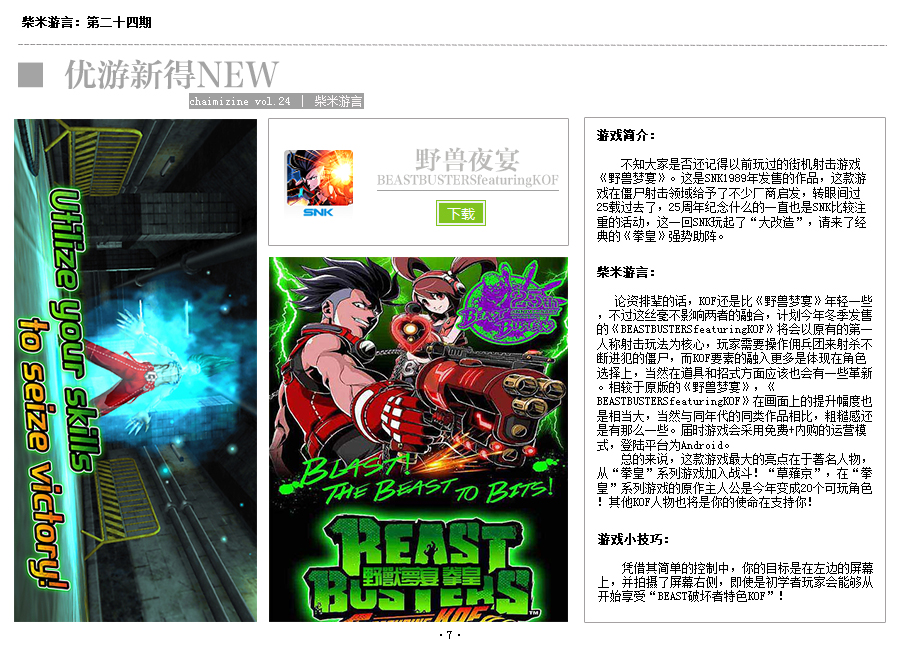 柴米游言：第二十四期
优游新得NEW
chaimizine vol.24 | 柴米游言
Utilize your skills
to seize victory!
SNK
野兽夜宴
BEASTBUSTERSfeaturingKOF
下载
25th
ANNIVERSARY
BEAST BUSTERS
BLAST!
THE BEAST TO BITS!
BEAST
野獸夢宴 拳皇
BUSTERS
FEATURING KOF
TM
游戏简介：
不知大家是否还记得以前玩过的街机射击游戏
《野兽梦宴》。这是SNK1989年发售的作品，这款游
戏在僵尸射击领域给予了不少厂商启发，转眼间过
25载过去了，25周年纪念什么的一直也是SNK比较注
重的活动，这一回SNK玩起了“大改造”，请来了经
典的《拳皇》强势助阵。
柴米游言：
论资排辈的话，KOF还是比《野兽梦宴》年轻一些
，不过这丝毫不影响两者的融合，计划今年冬季发售
的《BEASTBUSTERSfeaturingKOF》将会以原有的第一
人称射击玩法为核心，玩家需要操作佣兵团来射杀不
断进犯的僵尸，而KOF要素的融入更多是体现在角色
选择上，当然在道具和招式方面应该也会有一些革新
。相较于原版的《野兽梦宴》，《
BEASTBUSTERSfeaturingKOF》在画面上的提升幅度也
是相当大，当然与同年代的同类作品相比，粗糙感还
是有那么一些。届时游戏会采用免费+内购的运营模
式，登陆平台为Android。
总的来说，这款游戏最大的亮点在于著名人物，
从“拳皇”系列游戏加入战斗！“草薙京”，在“拳
皇”系列游戏的原作主人公是今年变成20个可玩角色
！其他KOF人物也将是你的使命在支持你！
游戏小技巧：
凭借其简单的控制中，你的目标是在左边的屏幕
上，并拍摄了屏幕右侧，即使是初学者玩家会能够从
开始享受“BEAST破坏者特色KOF”！
·7·